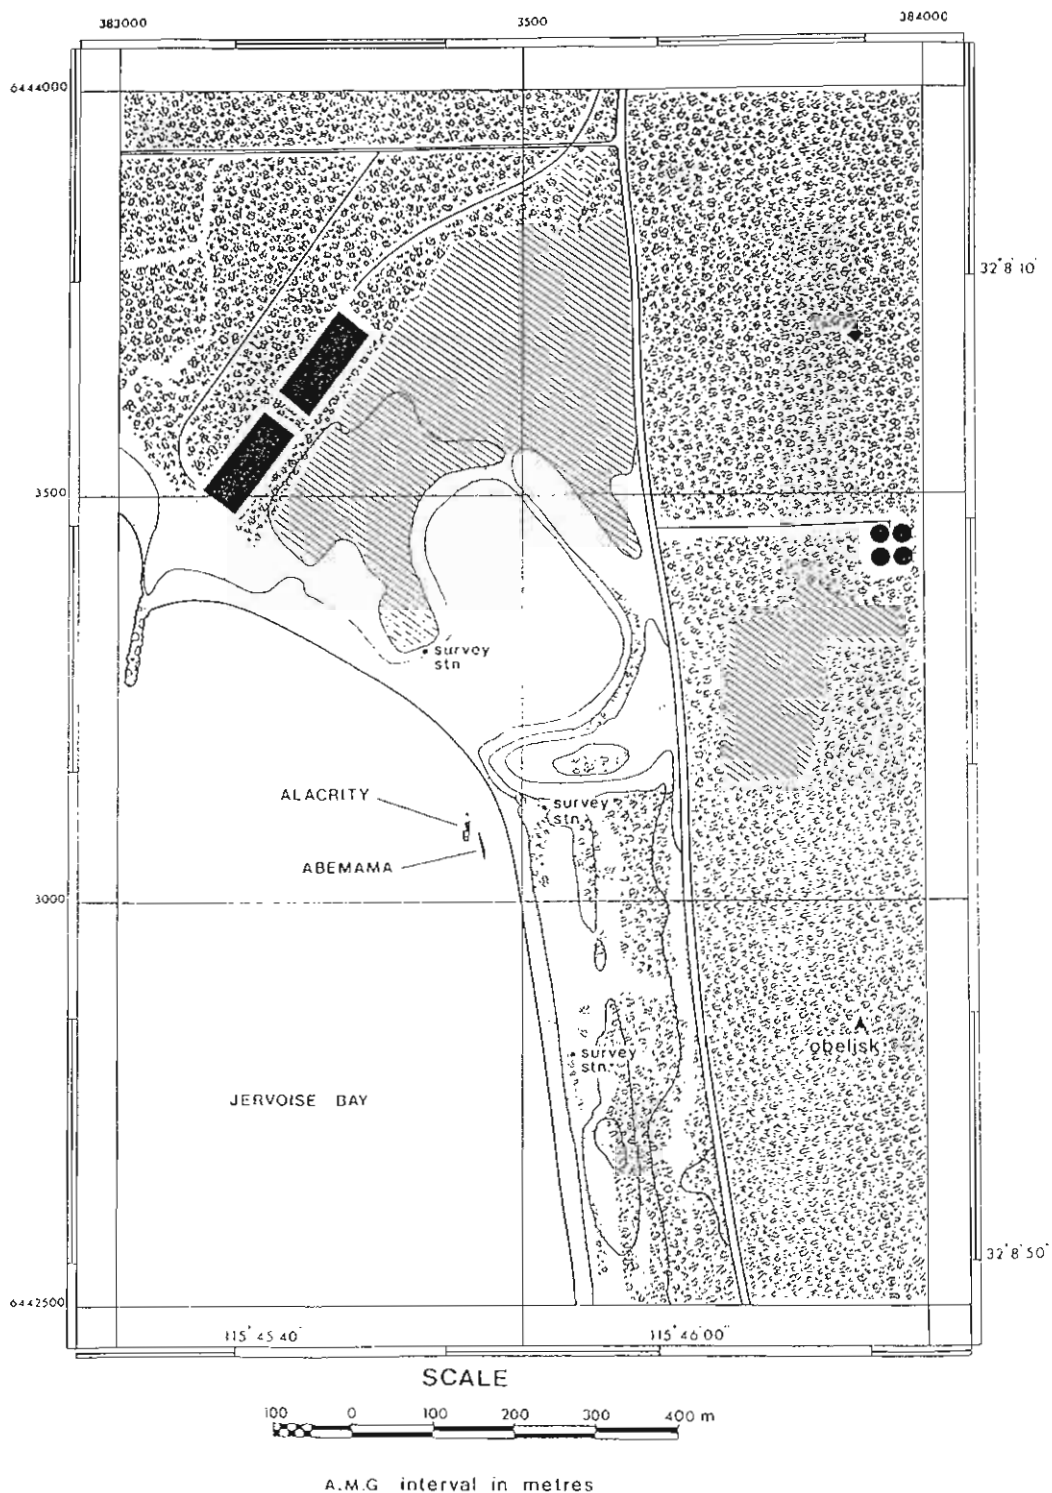 383000 3500 384000
6444000
32°8'10"
3500
survey
stn
ALACRITY
survey
stn.
ABEMAMA
3000
obelisk
survey
stn.
JERVOISE BAY
32°8'50"
6442500
115°45'40" 115°46'00"
SCALE
100 0 100 200 300 400 m
A.M.G interval in metres